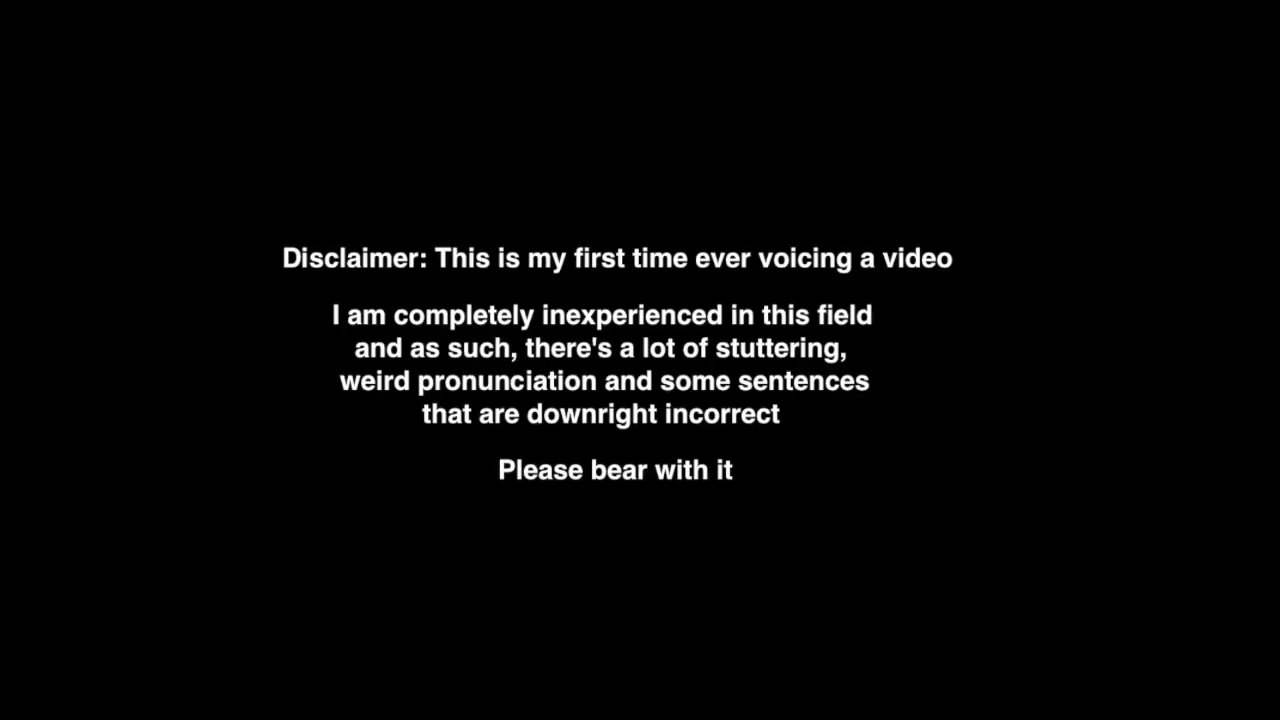 Disclaimer: This is my first time ever voicing a video
I am completely inexperienced in this field
and as such, there's a lot of stuttering,
weird pronunciation and some sentences
that are downright incorrect
Please bear with it